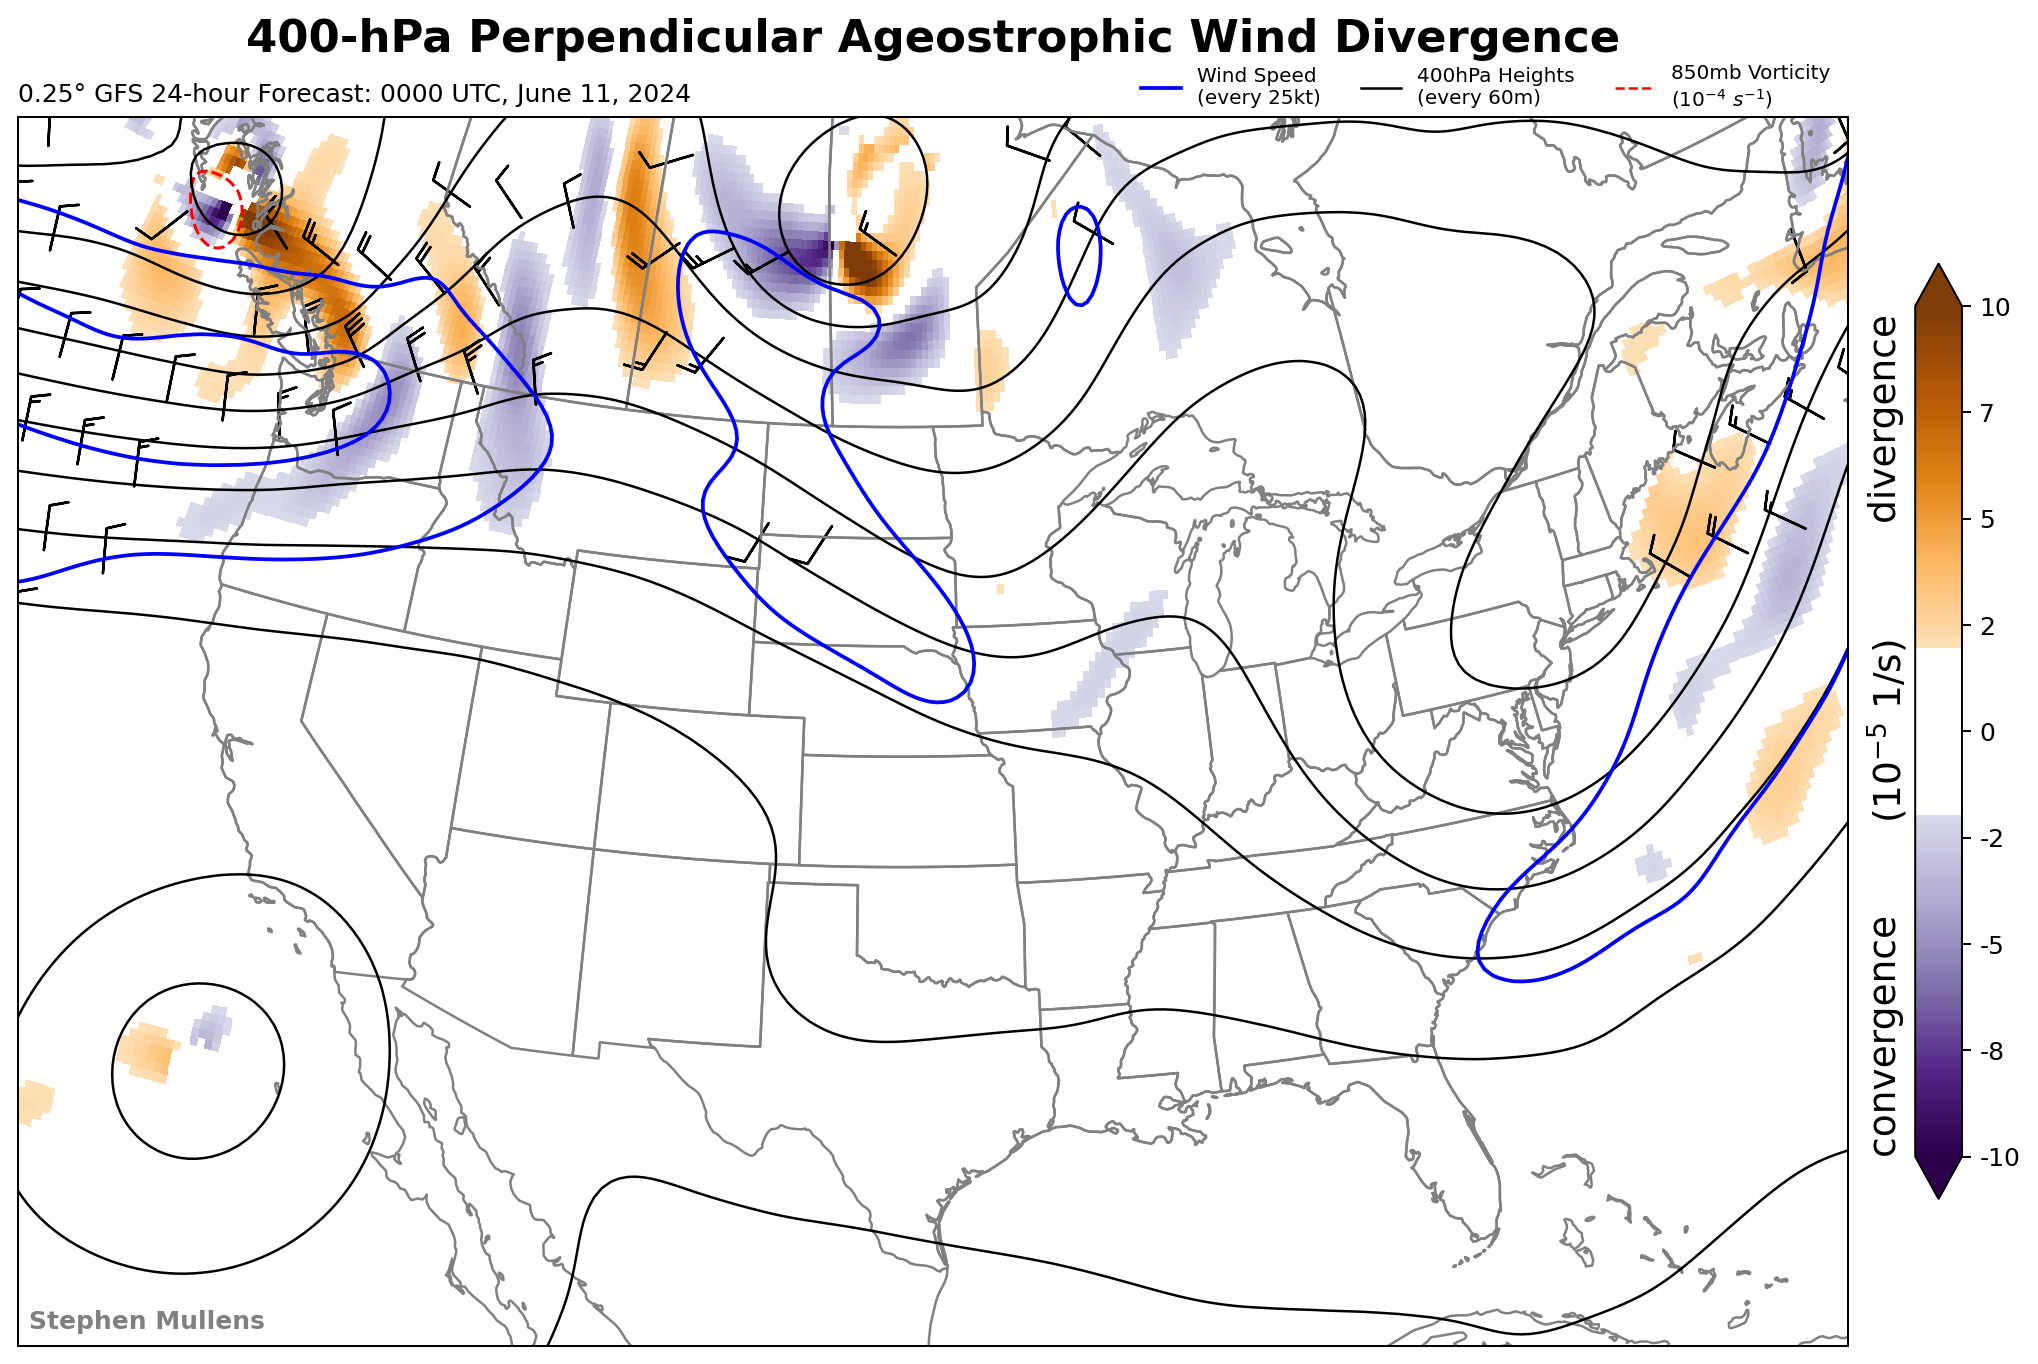 400-hPa Perpendicular Ageostrophic Wind Divergence
0.25° GFS 24-hour Forecast: 0000 UTC, June 11, 2024
Wind Speed
(every 25kt)
400hPa Heights
(every 60m)
850mb Vorticity
(10⁻⁴ s⁻¹)
10
7
5
2
0
-2
-5
-8
-10
convergence (10⁻⁵ 1/s) divergence
Stephen Mullens